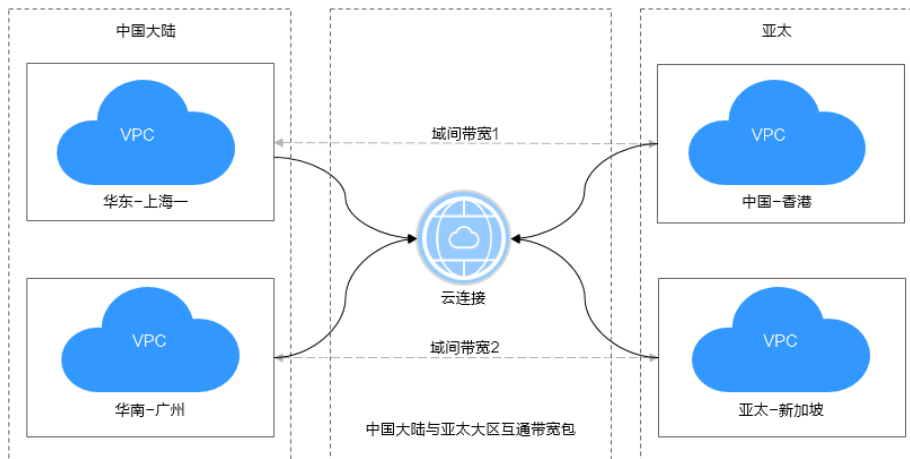 中国大陆
亚太
VPC
域间带宽1
VPC
华东-上海一
中国-香港
云连接
VPC
域间带宽2
VPC
华南-广州
亚太-新加坡
中国大陆与亚太大区互通带宽包